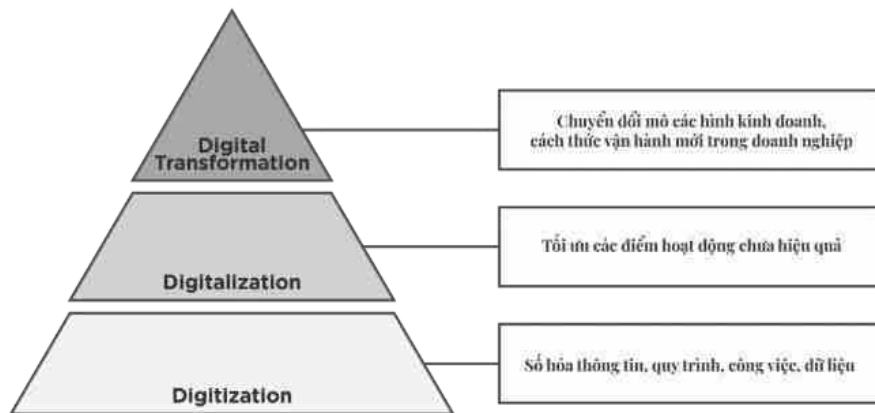 Digital
Transformation
Chuyển đổi mô các hình kinh doanh,
cách thức vận hành mới trong doanh nghiệp
Digitalization
Tối ưu các điểm hoạt động chưa hiệu quả
Digitization
Số hóa thông tin, quy trình, công việc, dữ liệu